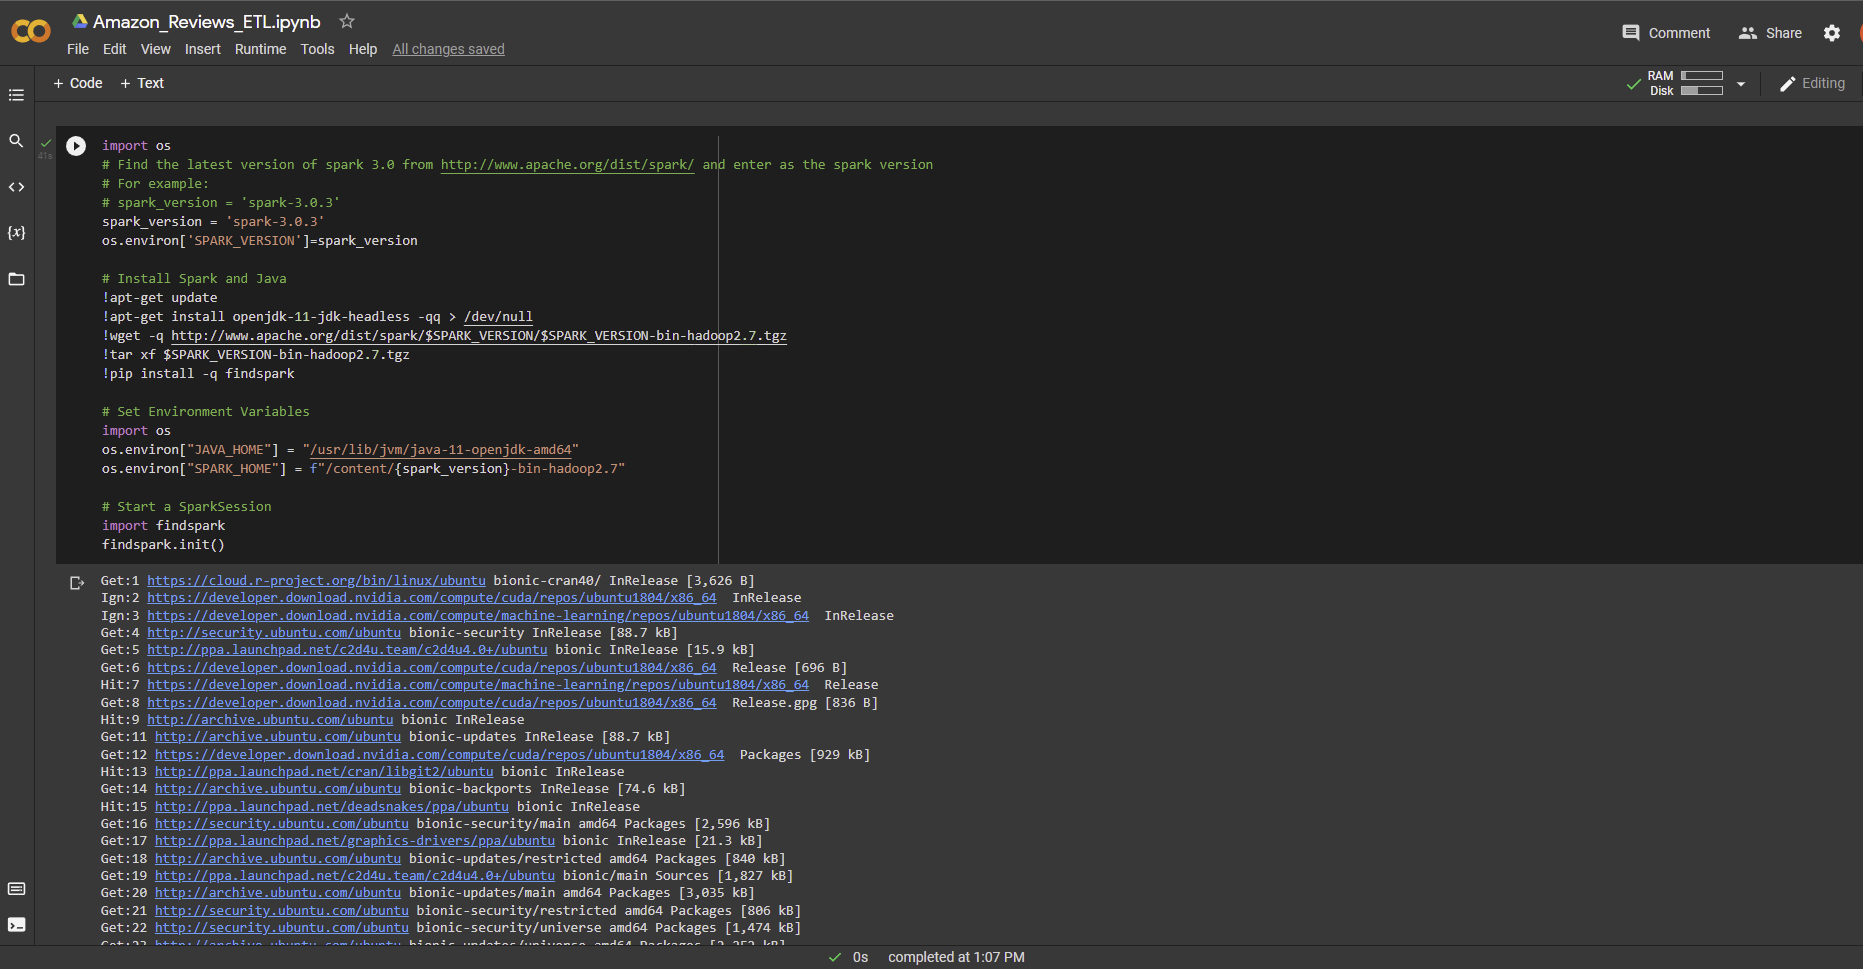 Amazon_Reviews_ETL.ipynb
File Edit View Insert Runtime Tools Help All changes saved
Comment Share
+ Code + Text
RAM
Disk
Editing
41s
import os
# Find the latest version of spark 3.0 from http://www.apache.org/dist/spark/ and enter as the spark version
# For example:
# spark_version = 'spark-3.0.3'
spark_version = 'spark-3.0.3'
os.environ['SPARK_VERSION']=spark_version
# Install Spark and Java
!apt-get update
!apt-get install openjdk-11-jdk-headless -qq > /dev/null
!wget -q http://www.apache.org/dist/spark/$SPARK_VERSION/$SPARK_VERSION-bin-hadoop2.7.tgz
!tar xf $SPARK_VERSION-bin-hadoop2.7.tgz
!pip install -q findspark
# Set Environment Variables
import os
os.environ["JAVA_HOME"] = "/usr/lib/jvm/java-11-openjdk-amd64"
os.environ["SPARK_HOME"] = f"/content/{spark_version}-bin-hadoop2.7"
# Start a SparkSession
import findspark
findspark.init()
Get:1 https://cloud.r-project.org/bin/linux/ubuntu bionic-cran40/ InRelease [3,626 B]
Ign:2 https://developer.download.nvidia.com/compute/cuda/repos/ubuntu1804/x86_64  InRelease
Ign:3 https://developer.download.nvidia.com/compute/machine-learning/repos/ubuntu1804/x86_64  InRelease
Get:4 http://security.ubuntu.com/ubuntu bionic-security InRelease [88.7 kB]
Get:5 http://ppa.launchpad.net/c2d4u.team/c2d4u4.0+/ubuntu bionic InRelease [15.9 kB]
Get:6 https://developer.download.nvidia.com/compute/cuda/repos/ubuntu1804/x86_64  Release [696 B]
Hit:7 https://developer.download.nvidia.com/compute/machine-learning/repos/ubuntu1804/x86_64  Release
Get:8 https://developer.download.nvidia.com/compute/cuda/repos/ubuntu1804/x86_64  Release.gpg [836 B]
Hit:9 http://archive.ubuntu.com/ubuntu bionic InRelease
Get:11 http://archive.ubuntu.com/ubuntu bionic-updates InRelease [88.7 kB]
Get:12 https://developer.download.nvidia.com/compute/cuda/repos/ubuntu1804/x86_64  Packages [929 kB]
Hit:13 http://ppa.launchpad.net/cran/libgit2/ubuntu bionic InRelease
Get:14 http://archive.ubuntu.com/ubuntu bionic-backports InRelease [74.6 kB]
Hit:15 http://ppa.launchpad.net/deadsnakes/ppa/ubuntu bionic InRelease
Get:16 http://security.ubuntu.com/ubuntu bionic-security/main amd64 Packages [2,596 kB]
Get:17 http://ppa.launchpad.net/graphics-drivers/ppa/ubuntu bionic InRelease [21.3 kB]
Get:18 http://archive.ubuntu.com/ubuntu bionic-updates/restricted amd64 Packages [840 kB]
Get:19 http://ppa.launchpad.net/c2d4u.team/c2d4u4.0+/ubuntu bionic/main Sources [1,827 kB]
Get:20 http://archive.ubuntu.com/ubuntu bionic-updates/main amd64 Packages [3,035 kB]
Get:21 http://security.ubuntu.com/ubuntu bionic-security/restricted amd64 Packages [806 kB]
Get:22 http://security.ubuntu.com/ubuntu bionic-security/universe amd64 Packages [1,474 kB]
0s completed at 1:07 PM